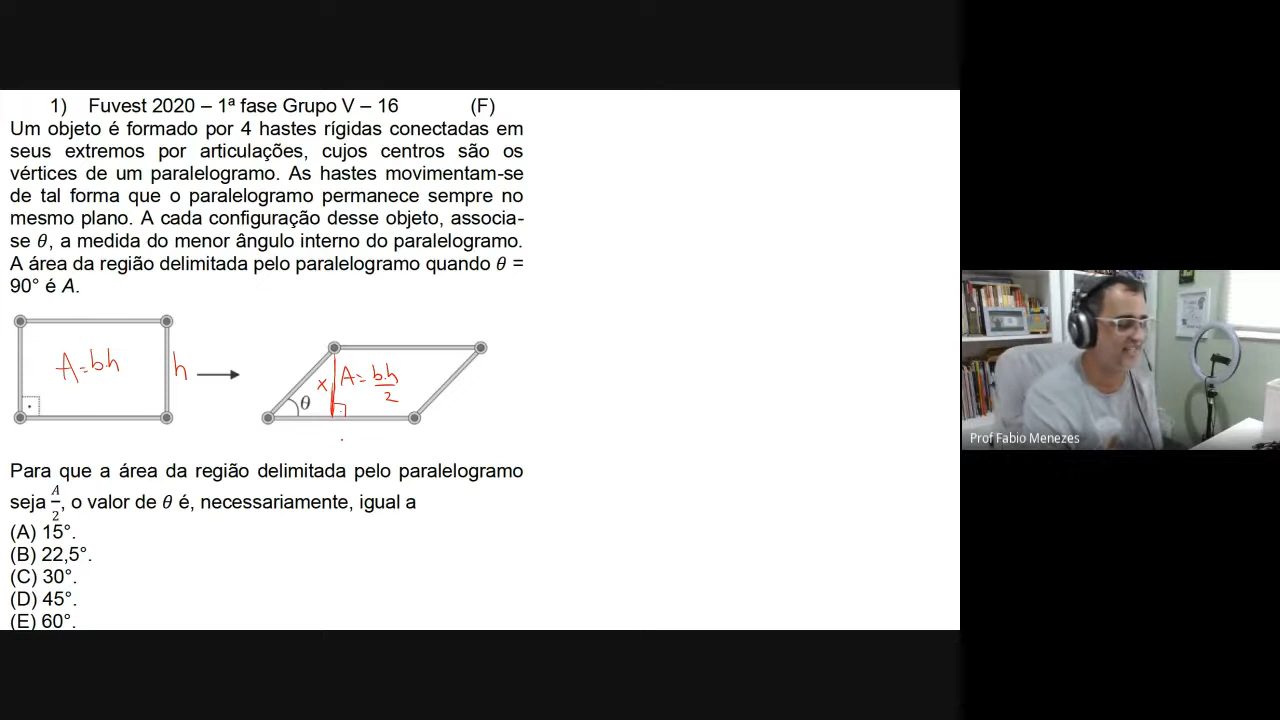 1) Fuvest 2020 – 1ª fase Grupo V – 16 (F)
Um objeto é formado por 4 hastes rígidas conectadas em
seus extremos por articulações, cujos centros são os
vértices de um paralelogramo. As hastes movimentam-se
de tal forma que o paralelogramo permanece sempre no
mesmo plano. A cada configuração desse objeto, associa-
se θ, a medida do menor ângulo interno do paralelogramo.
A área da região delimitada pelo paralelogramo quando θ =
90° é A.
A=b.h
h
x
A=b.h/2
θ
Para que a área da região delimitada pelo paralelogramo
seja A/2, o valor de θ é, necessariamente, igual a
(A) 15°.
(B) 22,5°.
(C) 30°.
(D) 45°.
(E) 60°.
Prof Fabio Menezes